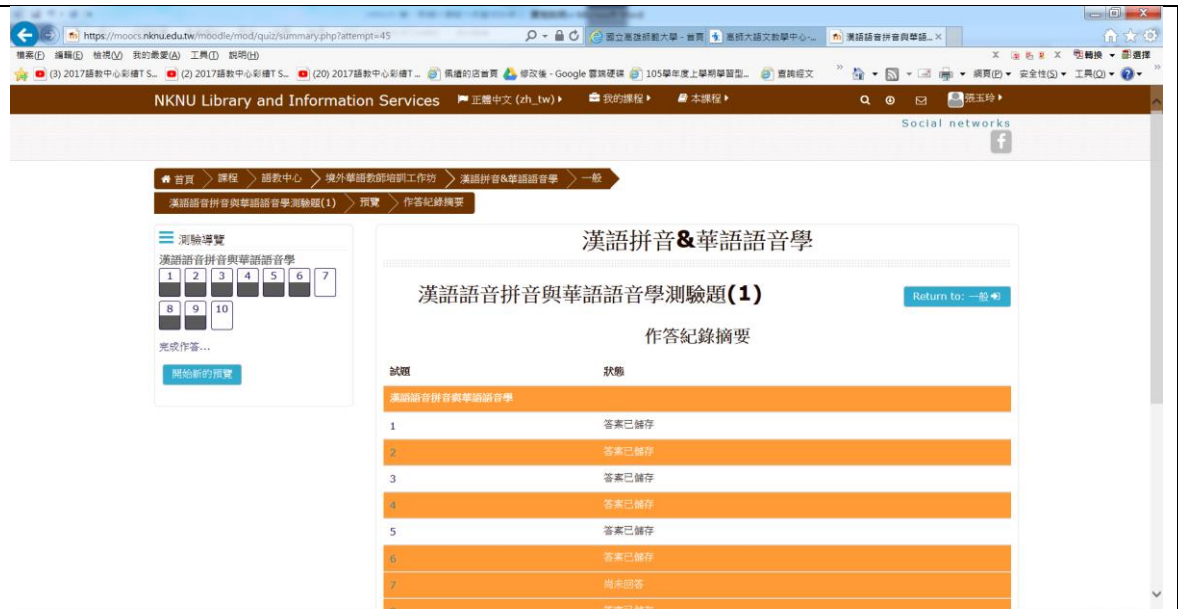 https://moocs.nknu.edu.tw/moodle/mod/quiz/summary.php?attempt=45
國立高雄師範大學 - 首頁
高師大語文教學中心-...
漢語語音拼音與華語...
檔案(F) 編輯(E) 檢視(V) 我的最愛(A) 工具(T) 說明(H)
X
X 轉換 選擇
(3) 2017語教中心彩繪T S...
(2) 2017語教中心彩繪T S...
(20) 2017語教中心彩繪T ...
修改後 - Google 雲端硬碟
105學年度上學期學習型...
查詢經文
網頁(P) 安全性(S) 工具(O)
NKNU Library and Information Services
正體中文 (zh_tw)
我的課程
本課程
張玉玲
Social networks
首頁
課程
語教中心
境外華語教師培訓工作坊
漢語拼音&華語語音學
一般
漢語語音拼音與華語語音學測驗題(1)
預覽
作答紀錄摘要
測驗導覽
漢語語音拼音與華語語音學
1 2 3 4 5 6 7
8 9 10
完成作答...
開始新的預覽
漢語拼音&華語語音學
漢語語音拼音與華語語音學測驗題(1)
Return to: 一般
作答紀錄摘要
試題 狀態
漢語語音拼音與華語語音學
1 答案已儲存
2 答案已儲存
3 答案已儲存
4 答案已儲存
5 答案已儲存
6 答案已儲存
7 尚未回答